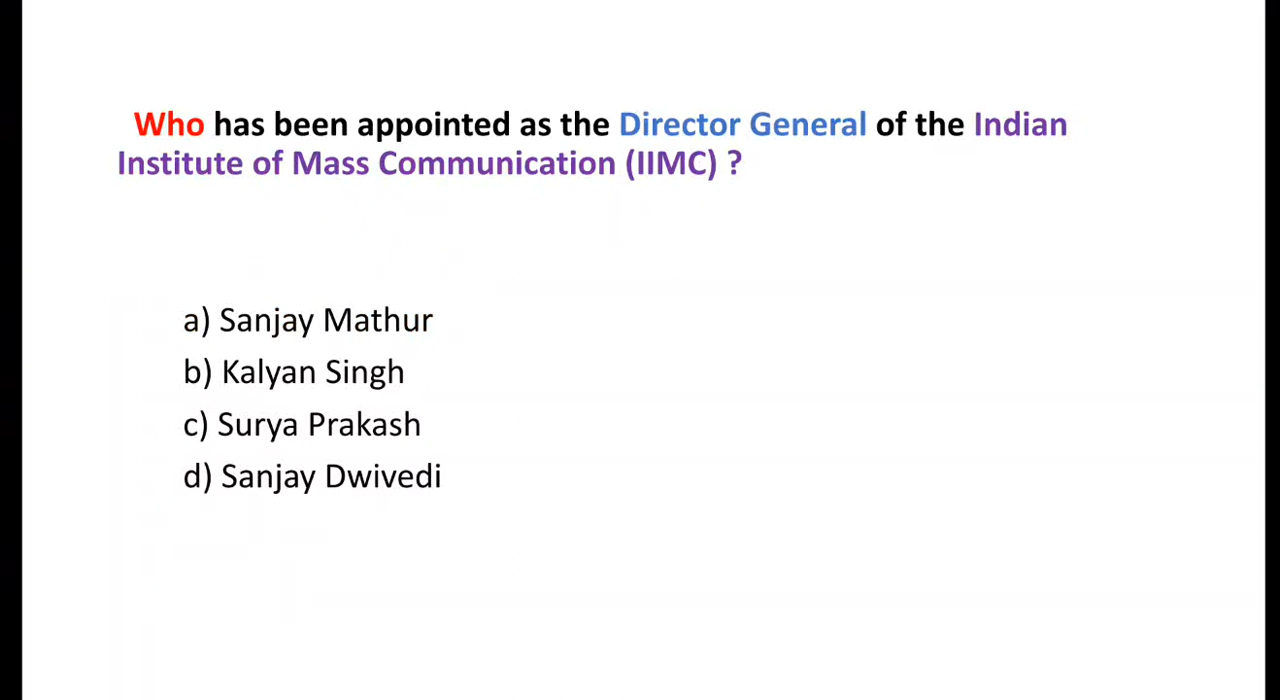 Who has been appointed as the Director General of the Indian
Institute of Mass Communication (IIMC) ?
a) Sanjay Mathur
b) Kalyan Singh
c) Surya Prakash
d) Sanjay Dwivedi